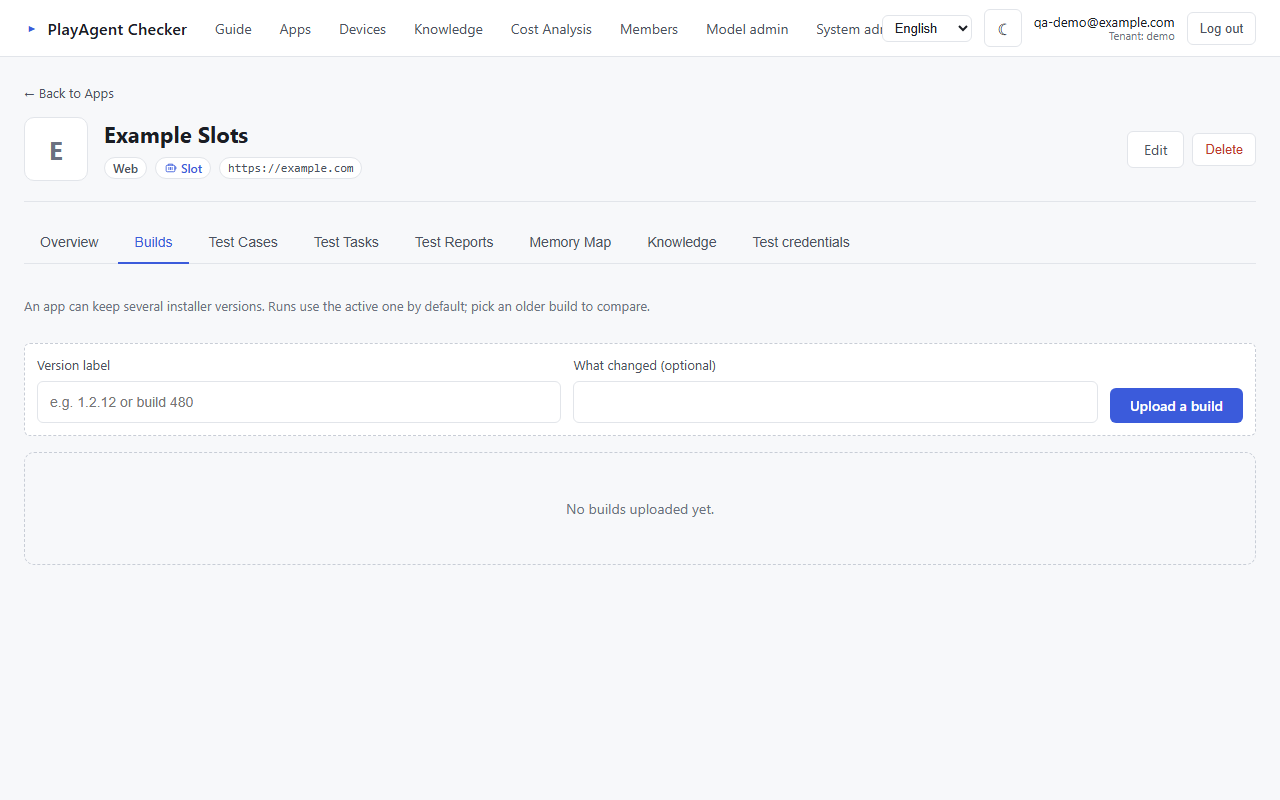 PlayAgent Checker Guide Apps Devices Knowledge Cost Analysis Members Model admin System adr English qa-demo@example.com Log out
Tenant: demo
← Back to Apps
E
Example Slots
Web Slot https://example.com
Edit Delete
Overview Builds Test Cases Test Tasks Test Reports Memory Map Knowledge Test credentials
An app can keep several installer versions. Runs use the active one by default; pick an older build to compare.
Version label What changed (optional)
e.g. 1.2.12 or build 480 Upload a build
No builds uploaded yet.